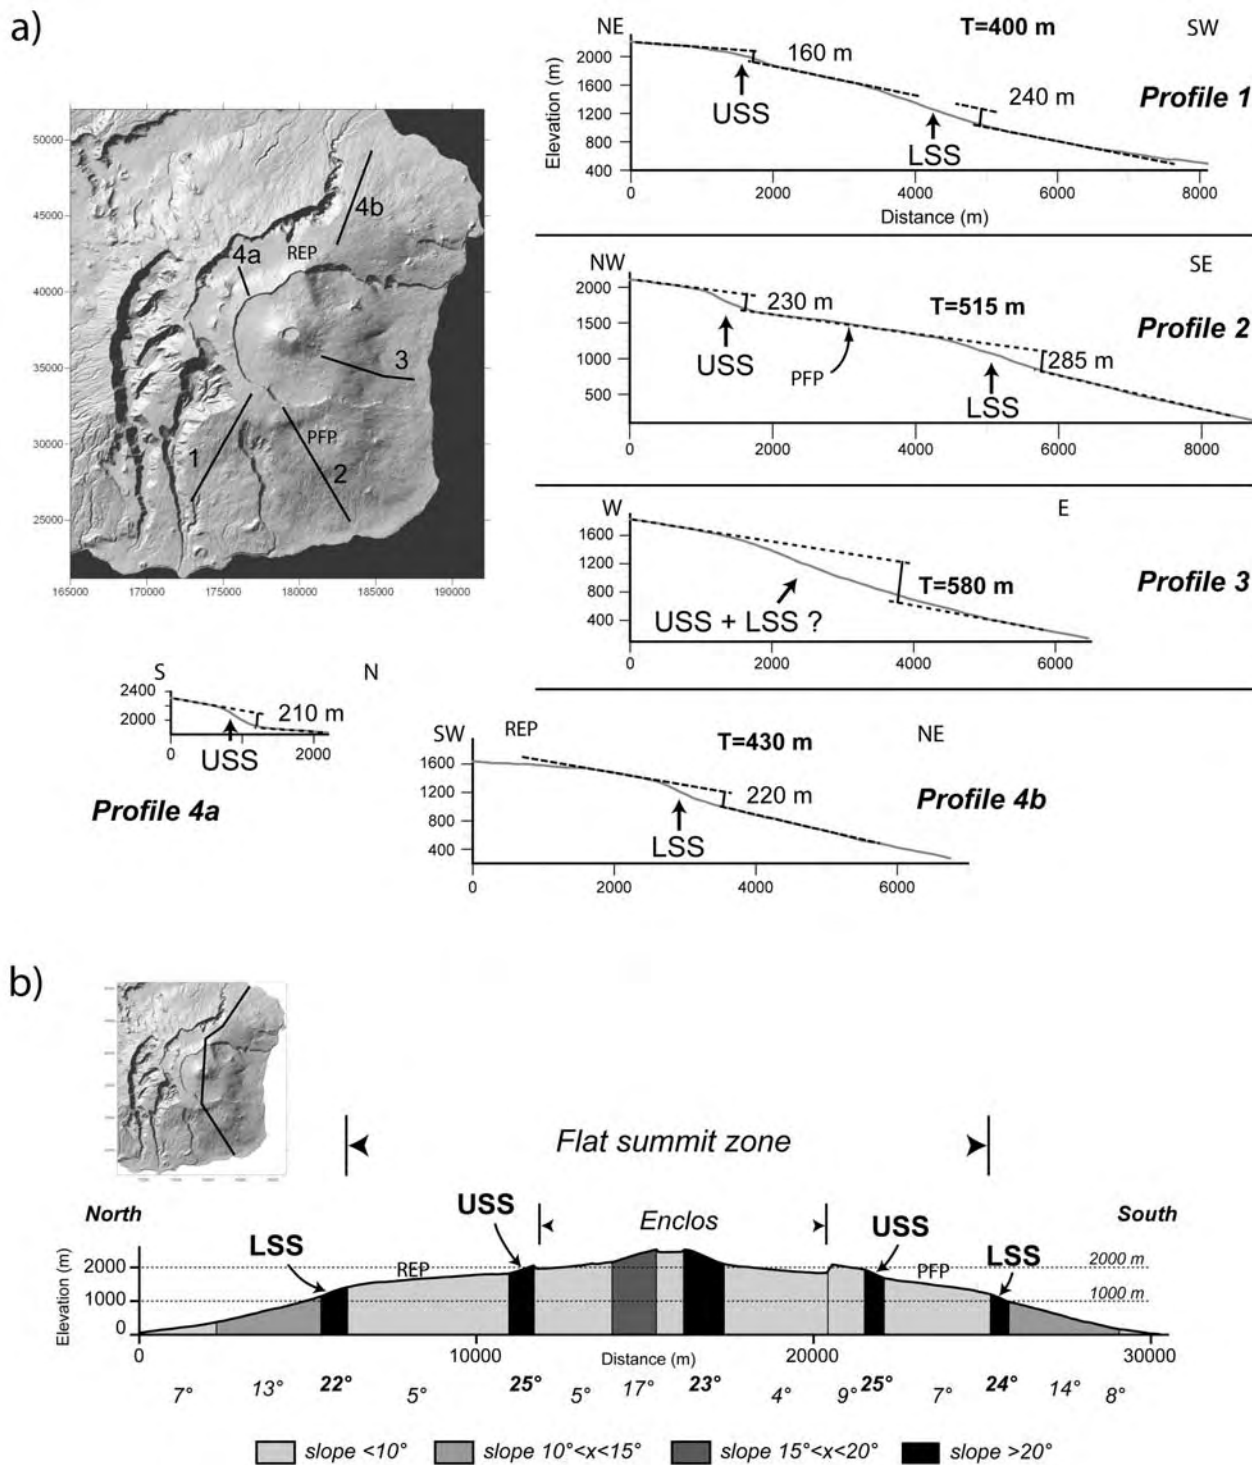 a)
52000
50000
45000
40000
35000
30000
25000
165000 170000 175000 180000 185000 190000
4b
4a
REP
3
PFP
1
2
NE T=400 m SW
Elevation (m)
2000
1600
1200
800
400
160 m
240 m
USS
LSS
Profile 1
0 2000 4000 6000 8000
Distance (m)
NW SE
2000
1500
1000
500
230 m
T=515 m
285 m
USS
PFP
LSS
Profile 2
0 2000 4000 6000 8000
W E
1600
1200
800
400
T=580 m
USS + LSS ?
Profile 3
0 2000 4000 6000
S N
2400
2000
210 m
0 2000
USS
Profile 4a
SW REP T=430 m NE
1600
1200
800
400
220 m
LSS
Profile 4b
0 2000 4000 6000
b)
Flat summit zone
North USS Enclos USS South
LSS REP PFP LSS
Elevation (m)
2000 2000 m
1000 1000 m
0
0 10000 Distance (m) 20000 30000
7° 13° 22° 5° 25° 5° 17° 23° 4° 9° 25° 7° 24° 14° 8°
slope <10° slope 10°<x<15° slope 15°<x<20° slope >20°